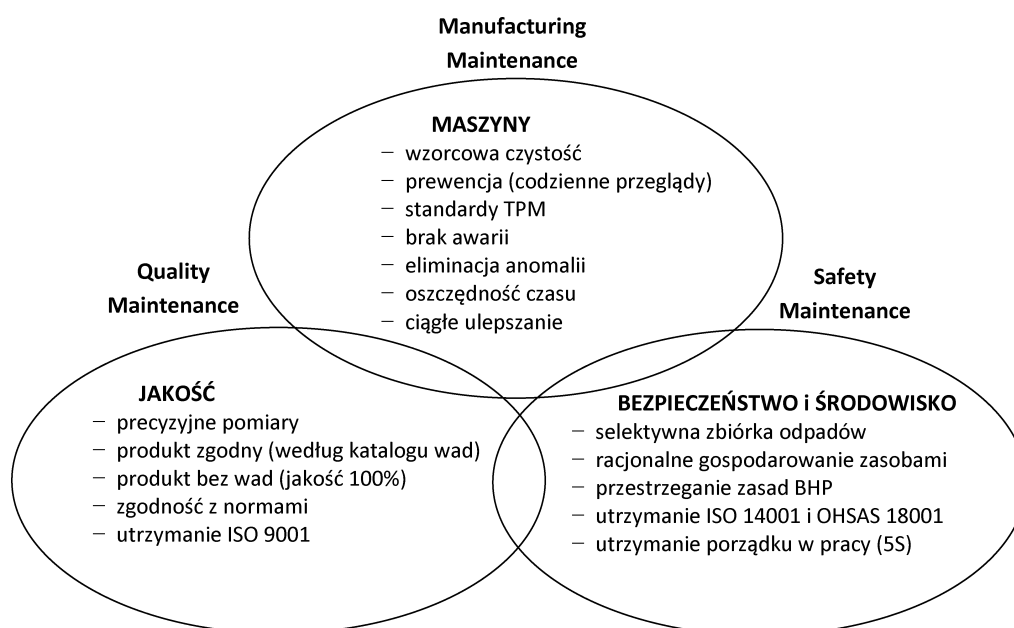 Manufacturing
Maintenance
MASZYNY
– wzorcowa czystość
– prewencja (codzienne przeglądy)
– standardy TPM
– brak awarii
– eliminacja anomalii
– oszczędność czasu
– ciągłe ulepszanie
Quality
Maintenance
JAKOŚĆ
– precyzyjne pomiary
– produkt zgodny (według katalogu wad)
– produkt bez wad (jakość 100%)
– zgodność z normami
– utrzymanie ISO 9001
Safety
Maintenance
BEZPIECZEŃSTWO i ŚRODOWISKO
– selektywna zbiórka odpadów
– racjonalne gospodarowanie zasobami
– przestrzeganie zasad BHP
– utrzymanie ISO 14001 i OHSAS 18001
– utrzymanie porządku w pracy (5S)